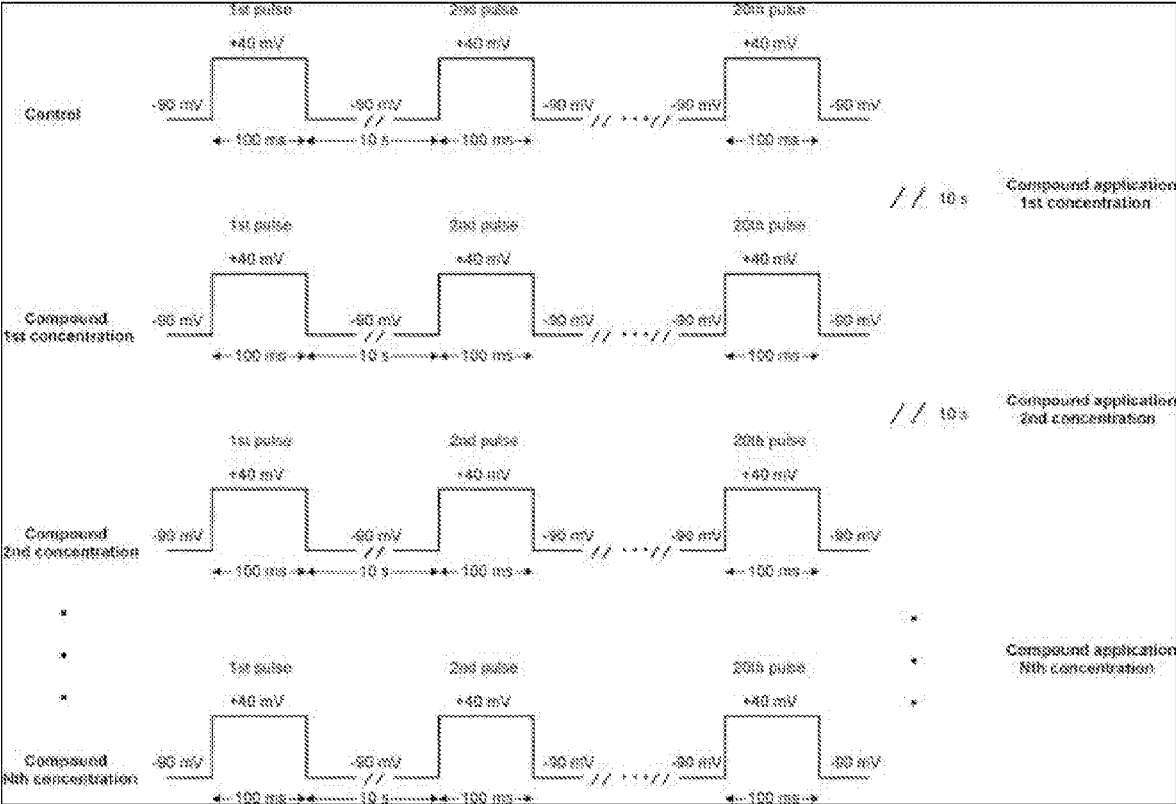 1st pulse 2nd pulse 20th pulse
+40 mV +40 mV +40 mV
Control -90 mV -90 mV -90 mV -90 mV -90 mV
100 ms 10 s 100 ms 100 ms
10 s Compound application
1st concentration
1st pulse 2nd pulse 20th pulse
+40 mV +40 mV +40 mV
Compound
1st concentration
-90 mV -90 mV -90 mV -90 mV -90 mV
100 ms 10 s 100 ms 100 ms
10 s Compound application
2nd concentration
1st pulse 2nd pulse 20th pulse
+40 mV +40 mV +40 mV
Compound
2nd concentration
-90 mV -90 mV -90 mV -90 mV -90 mV
100 ms 10 s 100 ms 100 ms
Compound application
Nth concentration
1st pulse 2nd pulse 20th pulse
+40 mV +40 mV +40 mV
Compound
Nth concentration
-90 mV -90 mV -90 mV -90 mV -90 mV
100 ms 10 s 100 ms 100 ms